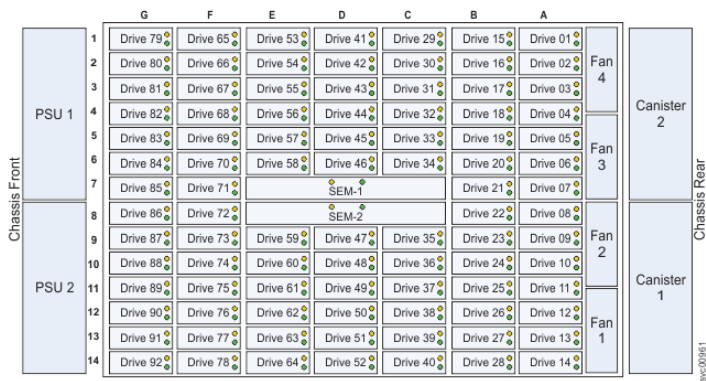 G F E D C B A
1 Drive 79 Drive 65 Drive 53 Drive 41 Drive 29 Drive 15 Drive 01
2 Drive 80 Drive 66 Drive 54 Drive 42 Drive 30 Drive 16 Drive 02
3 Drive 81 Drive 67 Drive 55 Drive 43 Drive 31 Drive 17 Drive 03
4 Drive 82 Drive 68 Drive 56 Drive 44 Drive 32 Drive 18 Drive 04
5 Drive 83 Drive 69 Drive 57 Drive 45 Drive 33 Drive 19 Drive 05
6 Drive 84 Drive 70 Drive 58 Drive 46 Drive 34 Drive 20 Drive 06
7 Drive 85 Drive 71 SEM-1 Drive 21 Drive 07
8 Drive 86 Drive 72 SEM-2 Drive 22 Drive 08
9 Drive 87 Drive 73 Drive 59 Drive 47 Drive 35 Drive 23 Drive 09
10 Drive 88 Drive 74 Drive 60 Drive 48 Drive 36 Drive 24 Drive 10
11 Drive 89 Drive 75 Drive 61 Drive 49 Drive 37 Drive 25 Drive 11
12 Drive 90 Drive 76 Drive 62 Drive 50 Drive 38 Drive 26 Drive 12
13 Drive 91 Drive 77 Drive 63 Drive 51 Drive 39 Drive 27 Drive 13
14 Drive 92 Drive 78 Drive 64 Drive 52 Drive 40 Drive 28 Drive 14
Chassis Front
PSU 1
PSU 2
Fan
4
Fan
3
Fan
2
Fan
1
Canister
2
Canister
1
Chassis Rear
svc00961